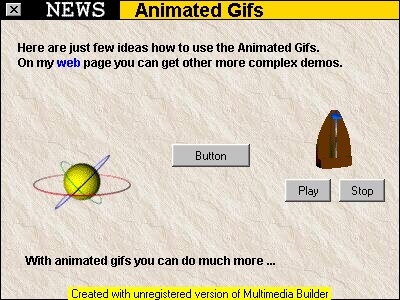 NEWS Animated Gifs
Here are just few ideas how to use the Animated Gifs.
On my web page you can get other more complex demos.
Button
Play Stop
With animated gifs you can do much more ...
Created with unregistered version of Multimedia Builder